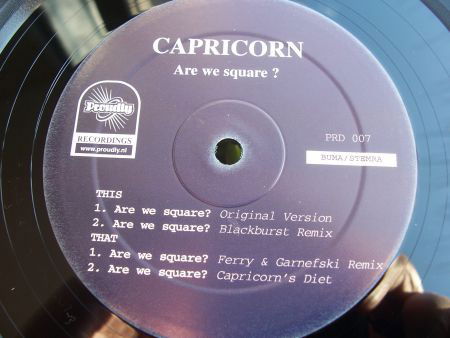 CAPRICORN
Are we square ?
Proudly
RECORDINGS
www.proudly.nl
PRD 007
BUMA/STEMRA
THIS
1. Are we square? Original Version
2. Are we square? Blackburst Remix
THAT
1. Are we square? Ferry & Garnefski Remix
2. Are we square? Capricorn's Diet